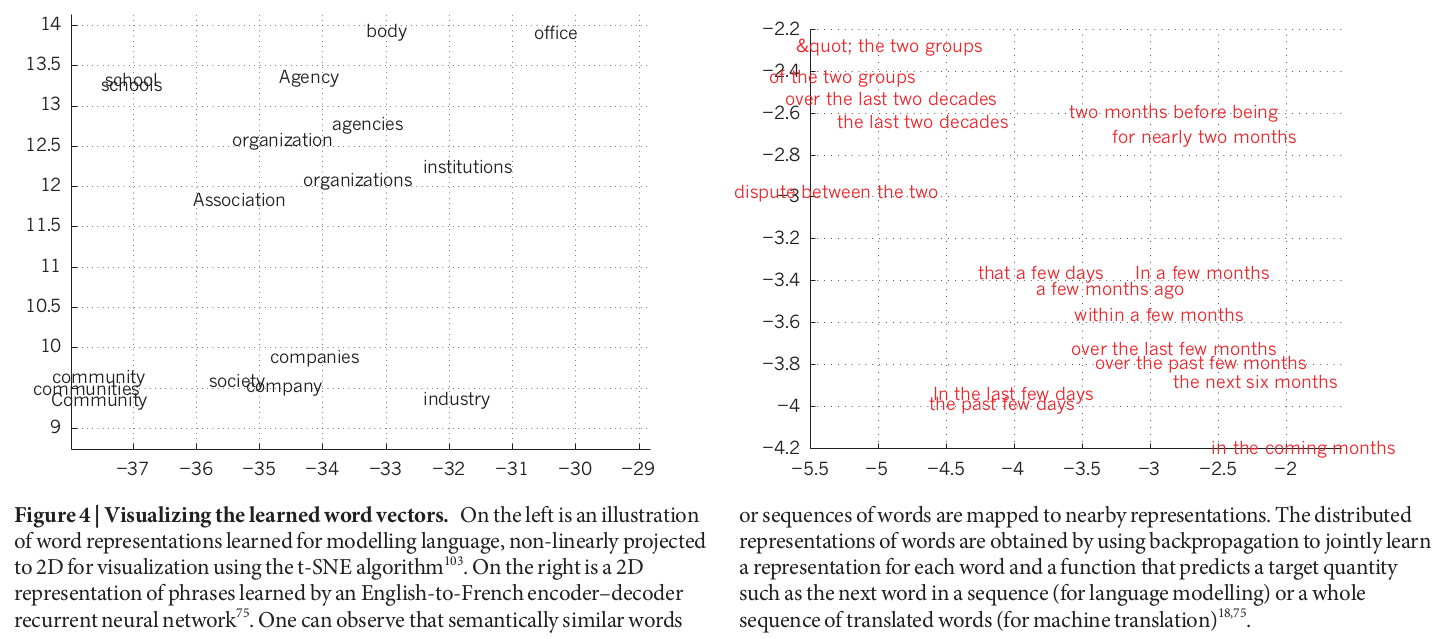 14
13.5
13
12.5
12
11.5
11
10.5
10
9
body
office
school
schools
Agency
agencies
organization
institutions
organizations
Association
companies
community
communities
Community
society
company
industry
−37
−36
−35
−34
−33
−32
−31
−30
−29
−2.2
−2.4
−2.6
−2.8
−3
−3.2
−3.4
−3.6
−3.8
−4
−4.2
&quot; the two groups
of the two groups
over the last two decades
the last two decades
two months before being
for nearly two months
dispute between the two
that a few days
In a few months
a few months ago
within a few months
over the last few months
over the past few months
the next six months
In the last few days
the past few days
in the coming months
−5.5
−5
−4.5
−4
−3.5
−3
−2.5
−2
Figure 4 | Visualizing the learned word vectors. On the left is an illustration
of word representations learned for modelling language, non-linearly projected
to 2D for visualization using the t-SNE algorithm103. On the right is a 2D
representation of phrases learned by an English-to-French encoder–decoder
recurrent neural network75. One can observe that semantically similar words
or sequences of words are mapped to nearby representations. The distributed
representations of words are obtained by using backpropagation to jointly learn
a representation for each word and a function that predicts a target quantity
such as the next word in a sequence (for language modelling) or a whole
sequence of translated words (for machine translation)18,75.